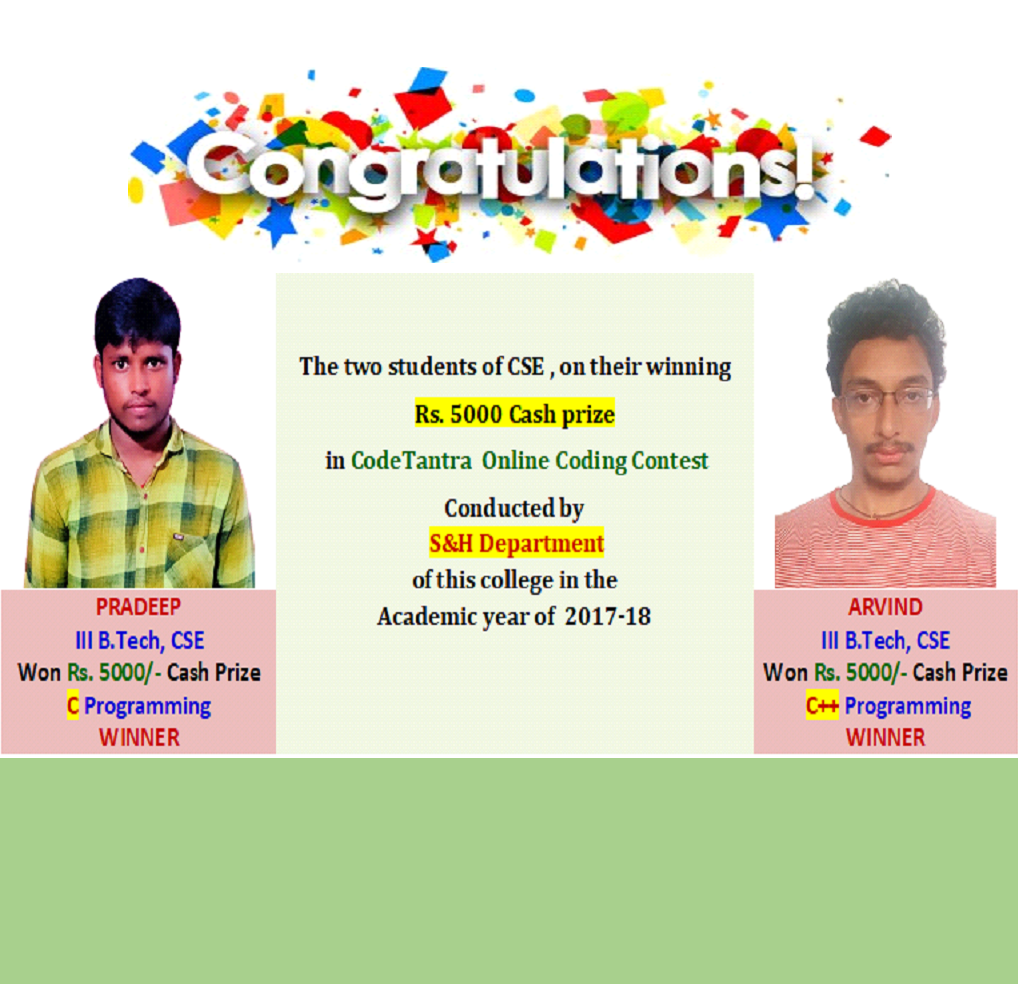 Congratulations!
The two students of CSE , on their winning
Rs. 5000 Cash prize
in CodeTantra Online Coding Contest
Conducted by
S&H Department
of this college in the
Academic year of 2017-18
PRADEEP
III B.Tech, CSE
Won Rs. 5000/- Cash Prize
C Programming
WINNER
ARVIND
III B.Tech, CSE
Won Rs. 5000/- Cash Prize
C++ Programming
WINNER